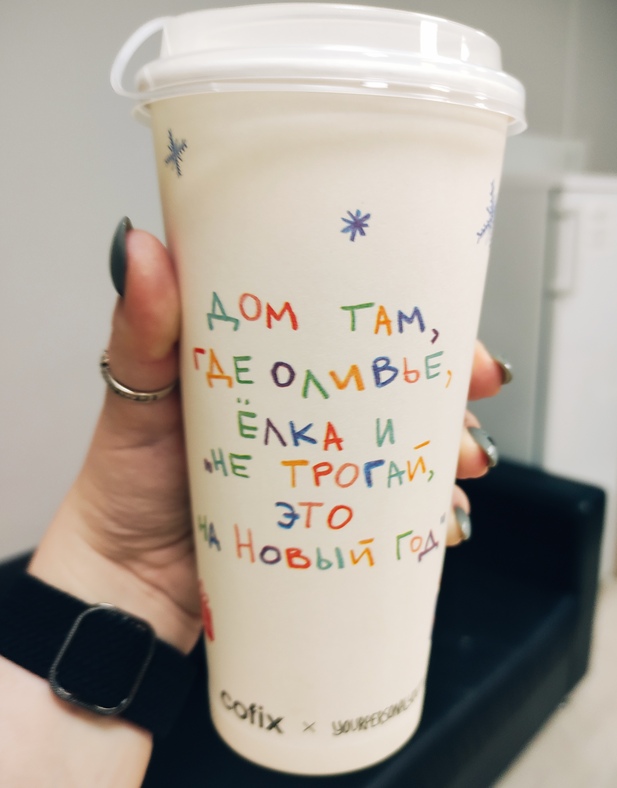 ДОМ ТАМ,
ГДЕ ОЛИВЬЕ,
ЁЛКА И
"НЕ ТРОГАЙ,
ЭТО
НА НОВЫЙ ГОД"
cofix ×